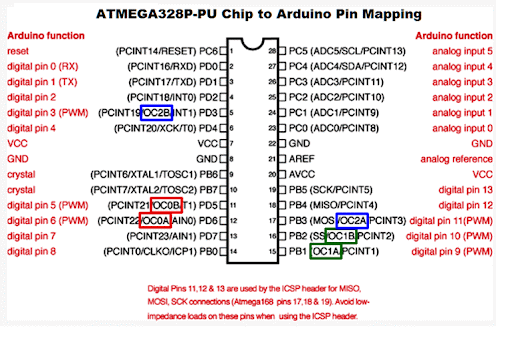 ATMEGA328P-PU Chip to Arduino Pin Mapping
Arduino function Arduino function
reset (PCINT14/RESET) PC6 1 28 PC5 (ADC5/SCL/PCINT13) analog input 5
digital pin 0 (RX) (PCINT16/RXD) PD0 2 27 PC4 (ADC4/SDA/PCINT12) analog input 4
digital pin 1 (TX) (PCINT17/TXD) PD1 3 26 PC3 (ADC3/PCINT11) analog input 3
digital pin 2 (PCINT18/INT0) PD2 4 25 PC2 (ADC2/PCINT10) analog input 2
digital pin 3 (PWM) (PCINT19/OC2B/INT1) PD3 5 24 PC1 (ADC1/PCINT9) analog input 1
digital pin 4 (PCINT20/XCK/T0) PD4 6 23 PC0 (ADC0/PCINT8) analog input 0
VCC VCC 7 22 GND GND
GND GND 8 21 AREF analog reference
crystal (PCINT6/XTAL1/TOSC1) PB6 9 20 AVCC VCC
crystal (PCINT7/XTAL2/TOSC2) PB7 10 19 PB5 (SCK/PCINT5) digital pin 13
digital pin 5 (PWM) (PCINT21/OC0B/T1) PD5 11 18 PB4 (MISO/PCINT4) digital pin 12
digital pin 6 (PWM) (PCINT22/OC0A/AIN0) PD6 12 17 PB3 (MOSI/OC2A/PCINT3) digital pin 11(PWM)
digital pin 7 (PCINT23/AIN1) PD7 13 16 PB2 (SS/OC1B/PCINT2) digital pin 10 (PWM)
digital pin 8 (PCINT0/CLKO/ICP1) PB0 14 15 PB1 (OC1A/PCINT1) digital pin 9 (PWM)
Digital Pins 11,12 & 13 are used by the ICSP header for MISO,
MOSI, SCK connections (Atmega168 pins 17,18 & 19). Avoid low-
impedance loads on these pins when using the ICSP header.